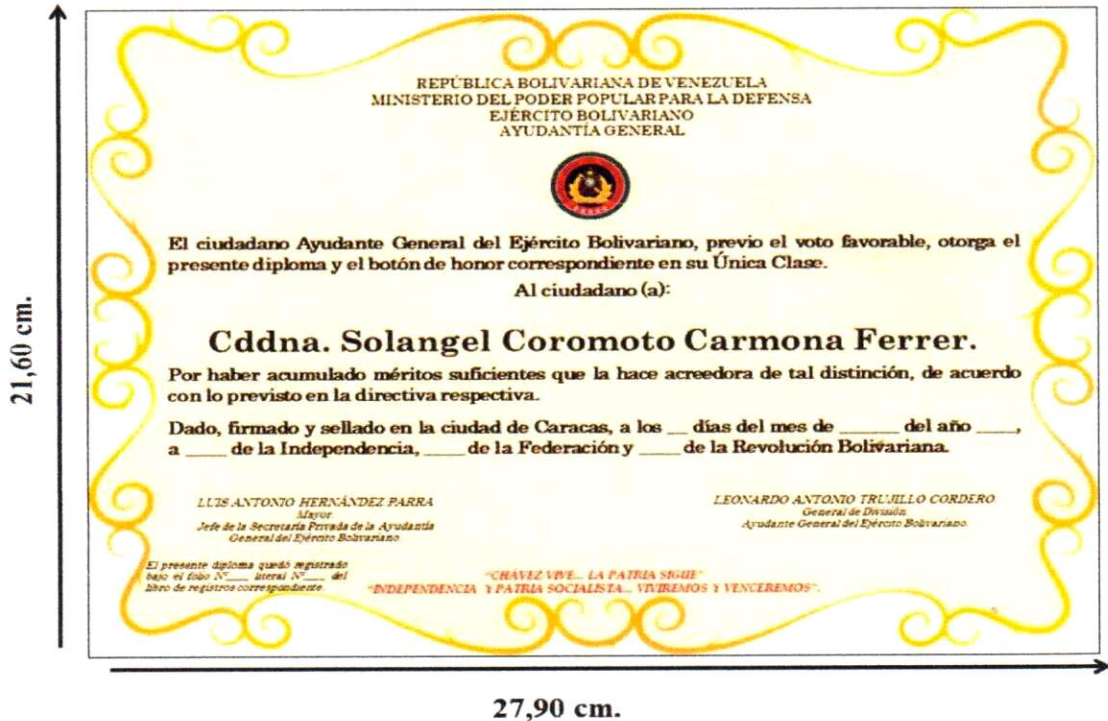 REPÚBLICA BOLIVARIANA DE VENEZUELA
MINISTERIO DEL PODER POPULAR PARA LA DEFENSA
EJÉRCITO BOLIVARIANO
AYUDANTÍA GENERAL
El ciudadano Ayudante General del Ejército Bolivariano, previo el voto favorable, otorga el
presente diploma y el botón de honor correspondiente en su Única Clase.
Al ciudadano (a):
Cddna. Solangel Coromoto Carmona Ferrer.
Por haber acumulado méritos suficientes que la hace acreedora de tal distinción, de acuerdo
con lo previsto en la directiva respectiva.
Dado, firmado y sellado en la ciudad de Caracas, a los __ días del mes de ______ del año ____,
a ____ de la Independencia, ____ de la Federación y ____ de la Revolución Bolivariana.
LUIS ANTONIO HERNÁNDEZ PARRA
Mayor
Jefe de la Secretaría Privada de la Ayudantía
General del Ejército Bolivariano
LEONARDO ANTONIO TRUJILLO CORDERO
General de División
Ayudante General del Ejército Bolivariano
El presente diploma quedó registrado
bajo el folio N°____ literal N°____ del
libro de registros correspondiente.
"CHÁVEZ VIVE... LA PATRIA SIGUE"
"INDEPENDENCIA Y PATRIA SOCIALISTA... VIVIREMOS Y VENCEREMOS".
21,60 cm.
27,90 cm.